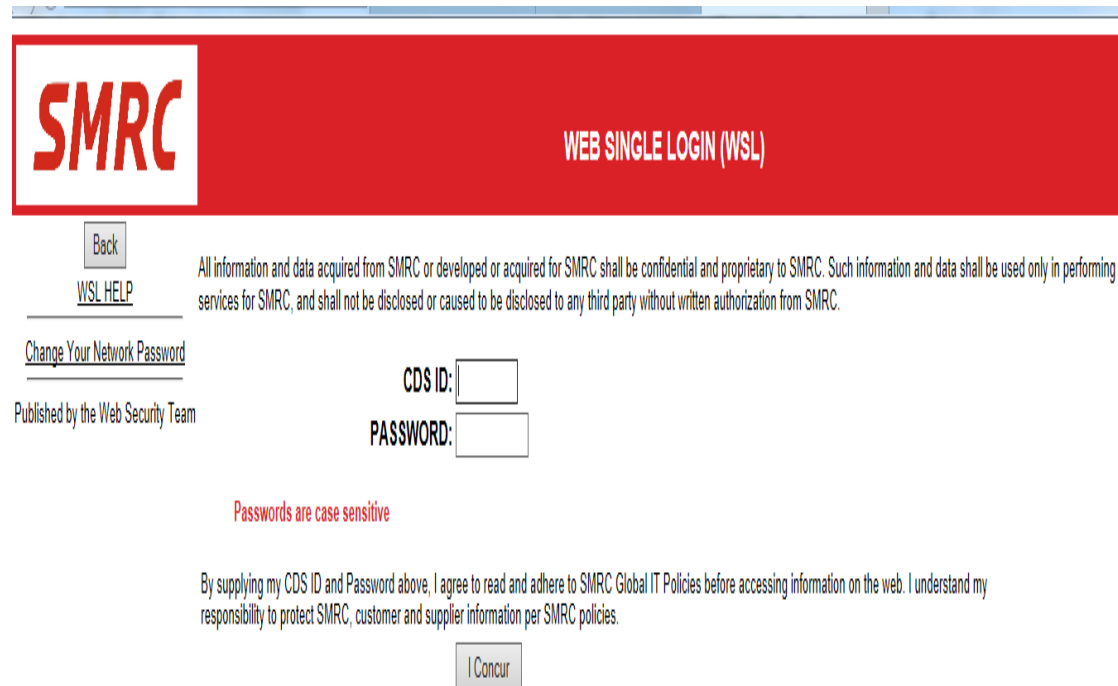 SMRC
WEB SINGLE LOGIN (WSL)
Back
WSL HELP
Change Your Network Password
Published by the Web Security Team
All information and data acquired from SMRC or developed or acquired for SMRC shall be confidential and proprietary to SMRC. Such information and data shall be used only in performing
services for SMRC, and shall not be disclosed or caused to be disclosed to any third party without written authorization from SMRC.
CDS ID:
PASSWORD:
Passwords are case sensitive
By supplying my CDS ID and Password above, I agree to read and adhere to SMRC Global IT Policies before accessing information on the web. I understand my
responsibility to protect SMRC, customer and supplier information per SMRC policies.
I Concur